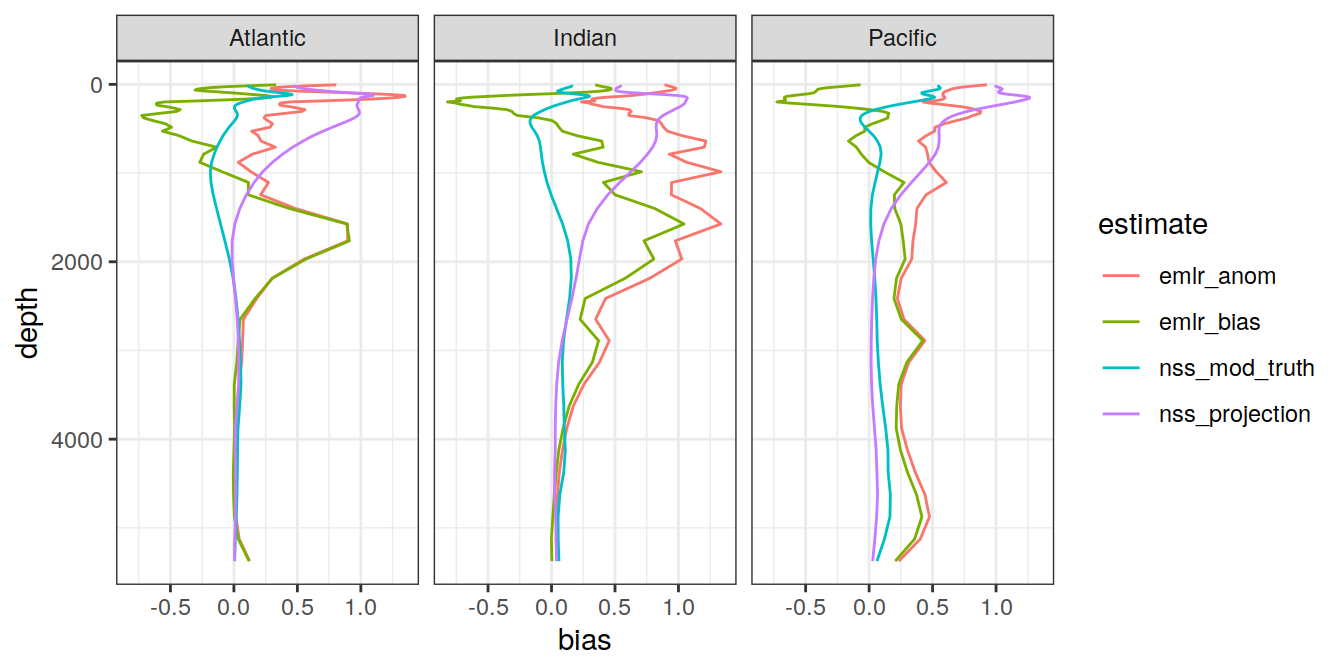 Atlantic Indian Pacific
0
2000
4000
depth
-0.5 0.0 0.5 1.0 -0.5 0.0 0.5 1.0 -0.5 0.0 0.5 1.0
bias
estimate
emlr_anom
emlr_bias
nss_mod_truth
nss_projection